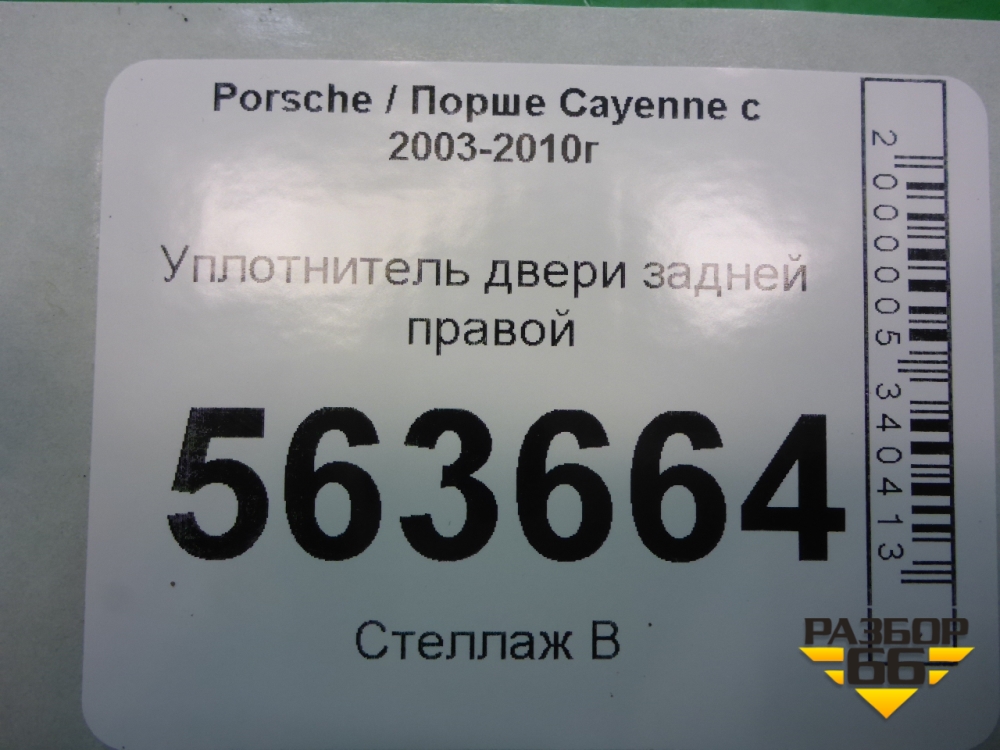 Porsche / Порше Cayenne с
2003-2010г
Уплотнитель двери задней
правой
563664
Стеллаж В
2000005340413
РАЗБОР
66